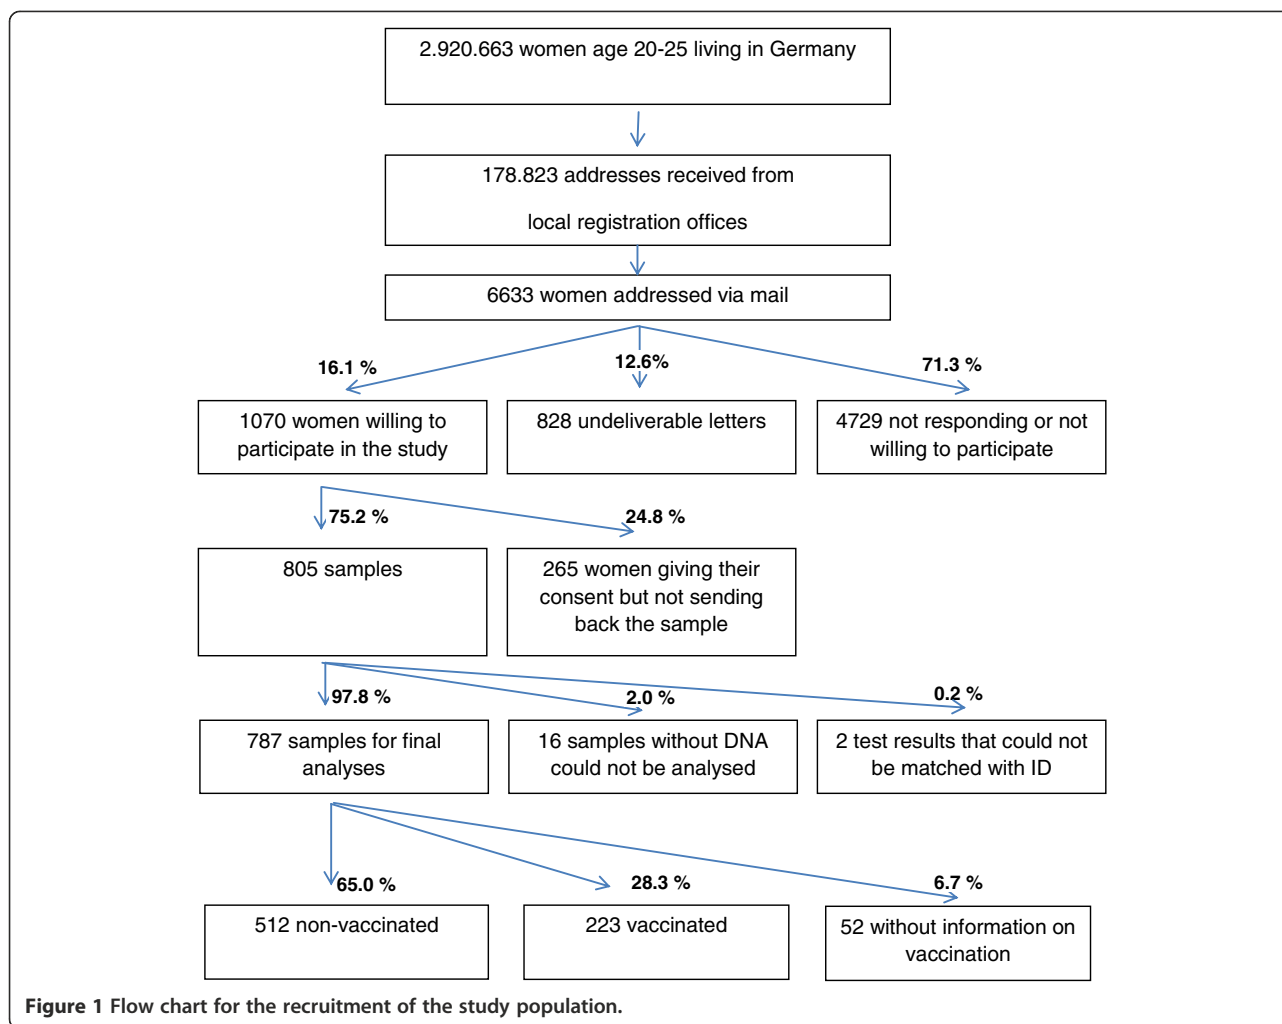 2.920.663 women age 20-25 living in Germany
178.823 addresses received from
local registration offices
6633 women addressed via mail
16.1 %
12.6%
71.3 %
1070 women willing to
participate in the study
828 undeliverable letters
4729 not responding or not
willing to participate
75.2 %
24.8 %
805 samples
265 women giving their
consent but not sending
back the sample
97.8 %
2.0 %
0.2 %
787 samples for final
analyses
16 samples without DNA
could not be analysed
2 test results that could not
be matched with ID
65.0 %
28.3 %
6.7 %
512 non-vaccinated
223 vaccinated
52 without information on
vaccination
Figure 1 Flow chart for the recruitment of the study population.